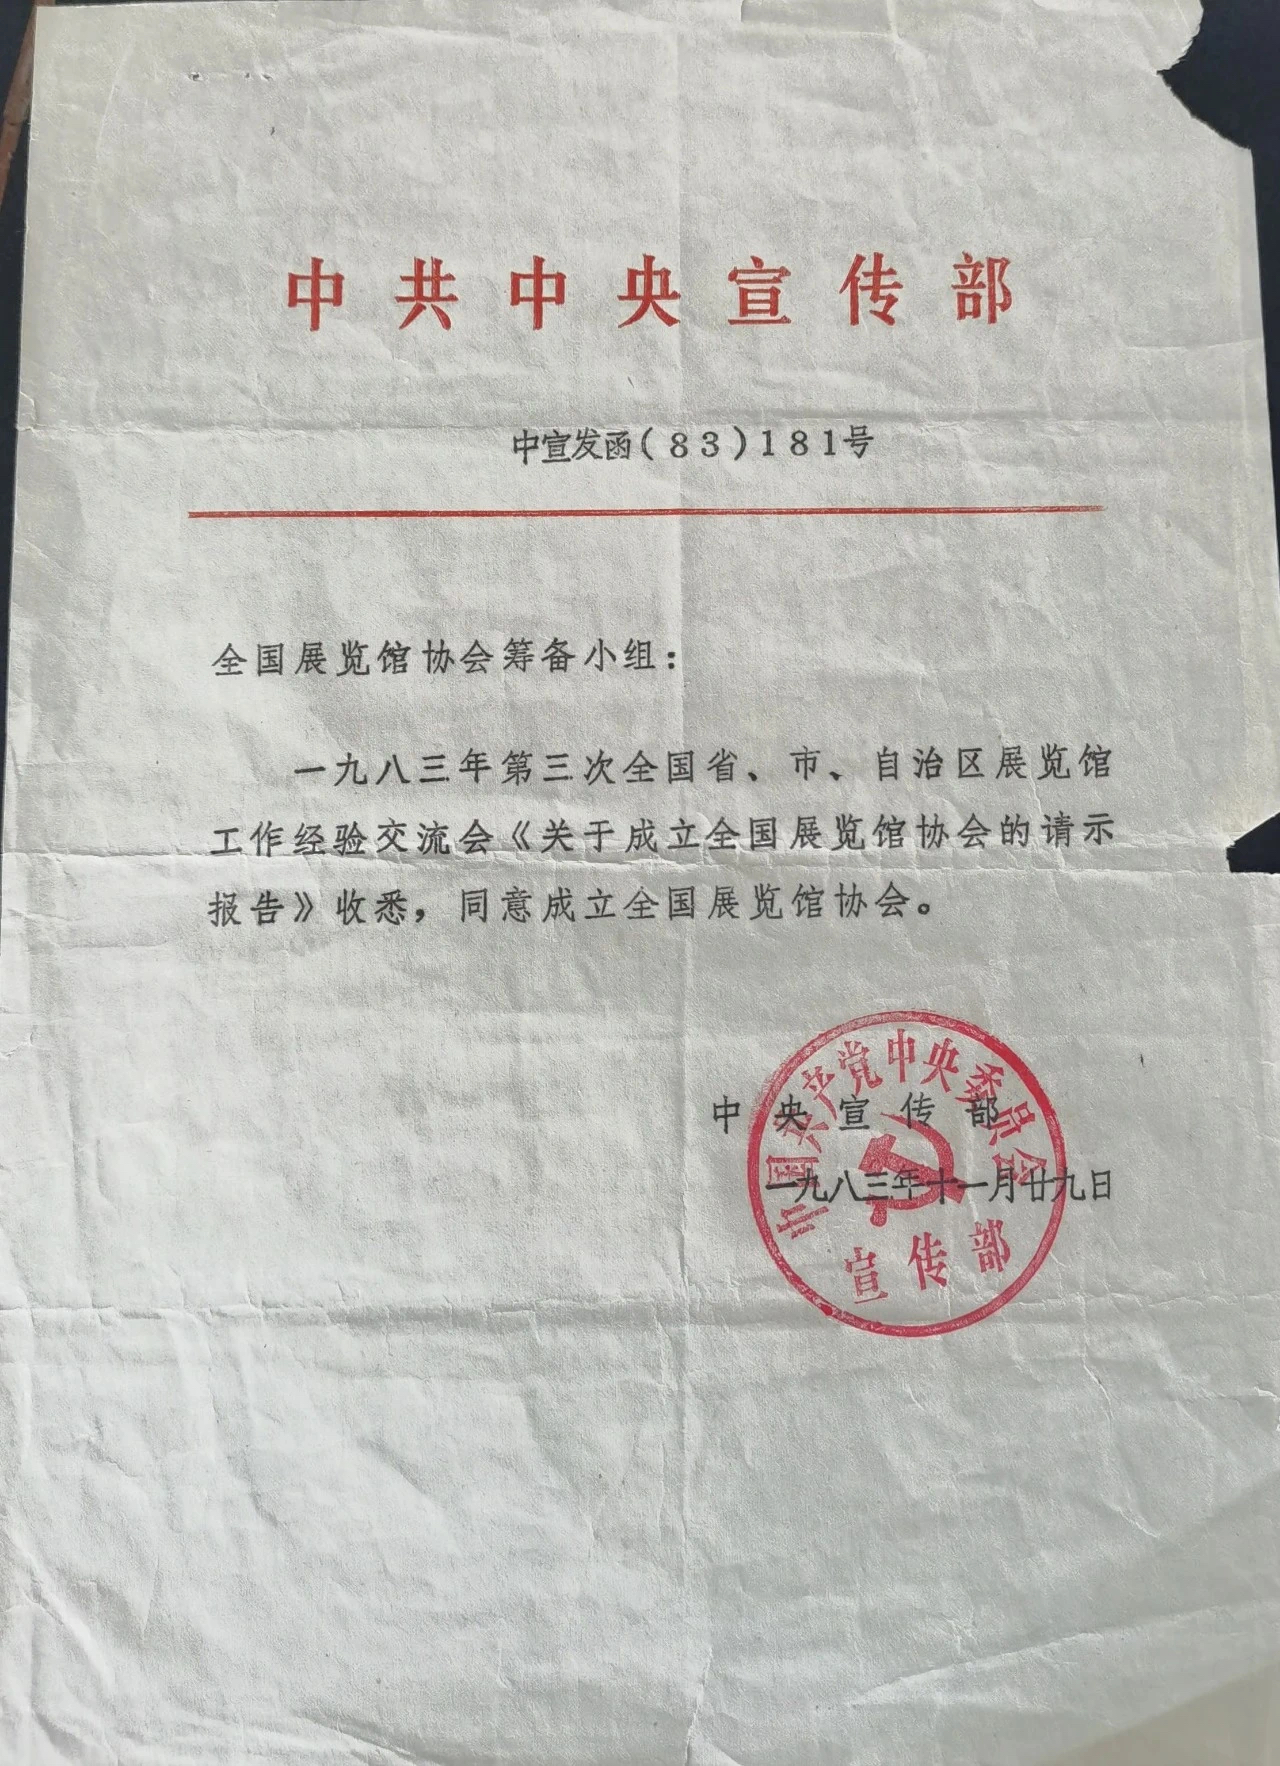 中共中央宣传部
中宣发函(83)181号
全国展览馆协会筹备小组:
一九八三年第三次全国省、市、自治区展览馆
工作经验交流会《关于成立全国展览馆协会的请示
报告》收悉,同意成立全国展览馆协会。
中央宣传部
一九八三年十一月廿九日
中国共产党中央委员会
宣传部